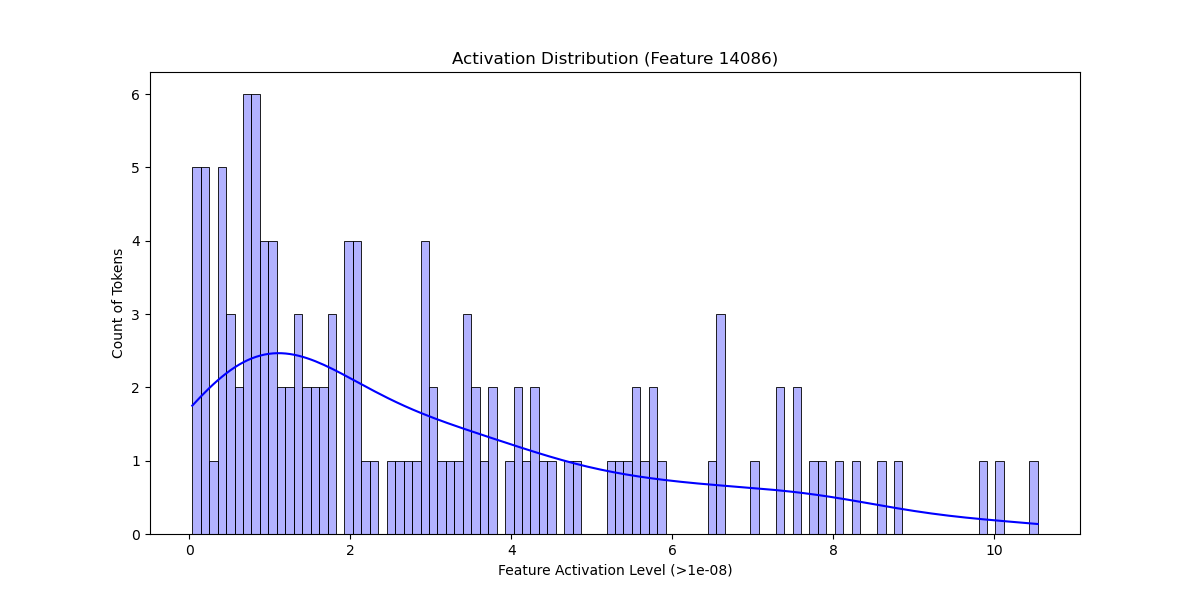 Activation Distribution (Feature 14086)
Count of Tokens
6
5
4
3
2
1
0
0 2 4 6 8 10
Feature Activation Level (>1e-08)